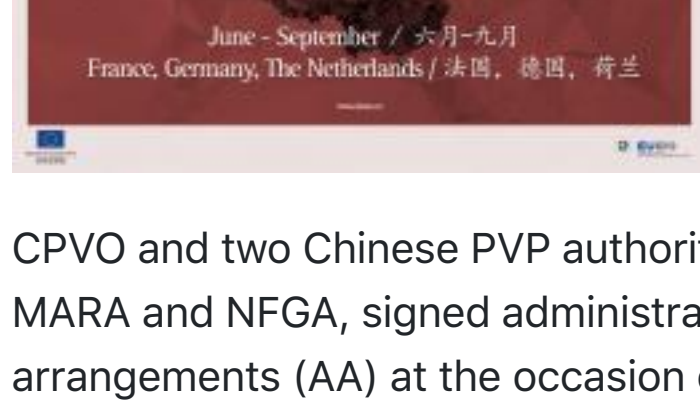 June - September / 六月-九月
France, Germany, The Netherlands / 法国，德国，荷兰
CPVO and two Chinese PVP authorit
MARA and NFGA, signed administra
arrangements (AA) at the occasion